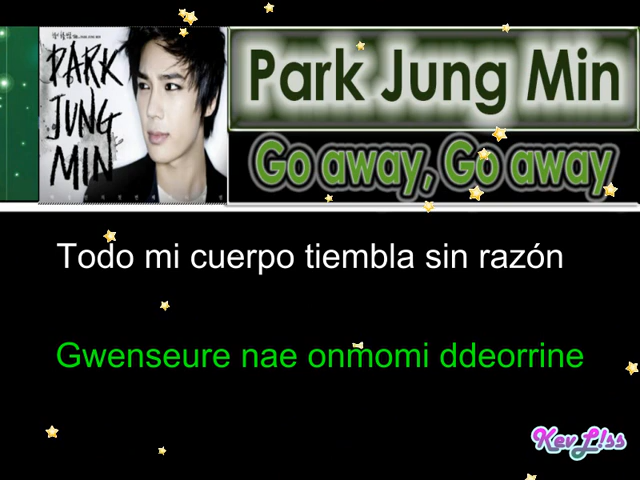 PARK
JUNG
MIN
Park Jung Min
Go away, Go away
Todo mi cuerpo tiembla sin razón
Gwenseure nae onmomi ddeorrine
KevL!ss